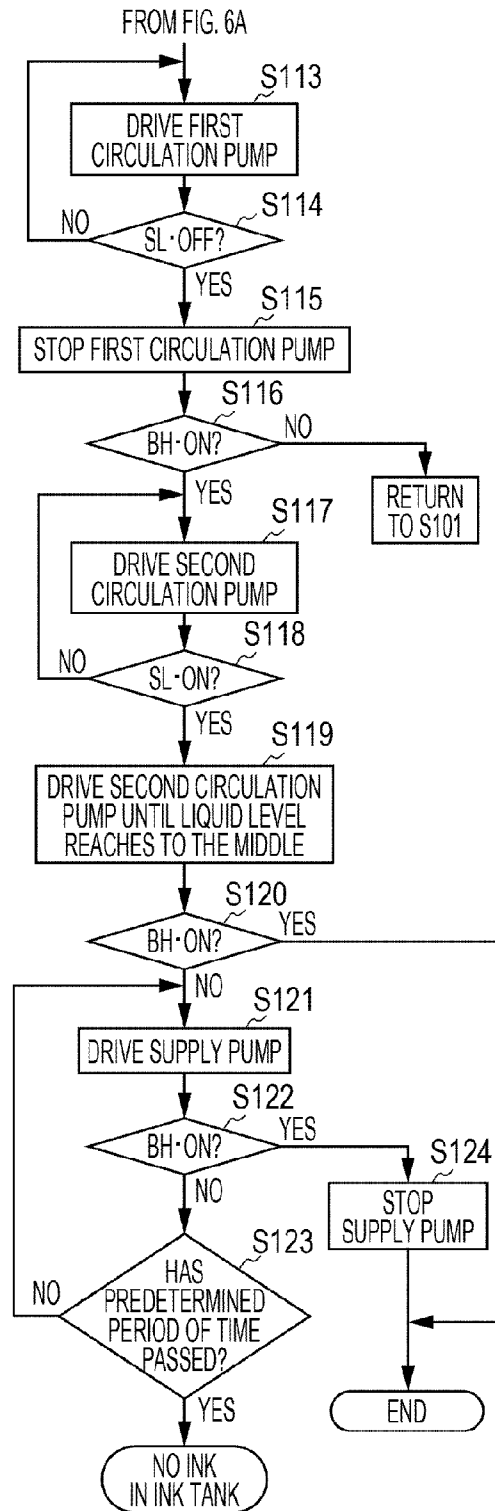 FROM FIG. 6A
S113
DRIVE FIRST
CIRCULATION PUMP
S114
SL·OFF?
NO
YES
S115
STOP FIRST CIRCULATION PUMP
S116
BH·ON?
NO
YES
RETURN
TO S101
S117
DRIVE SECOND
CIRCULATION PUMP
S118
SL·ON?
NO
YES
S119
DRIVE SECOND CIRCULATION
PUMP UNTIL LIQUID LEVEL
REACHES TO THE MIDDLE
S120
BH·ON?
YES
NO
S121
DRIVE SUPPLY PUMP
S122
BH·ON?
YES
NO
S124
STOP
SUPPLY PUMP
S123
HAS
PREDETERMINED
PERIOD OF TIME
PASSED?
NO
YES
END
NO INK
IN INK TANK